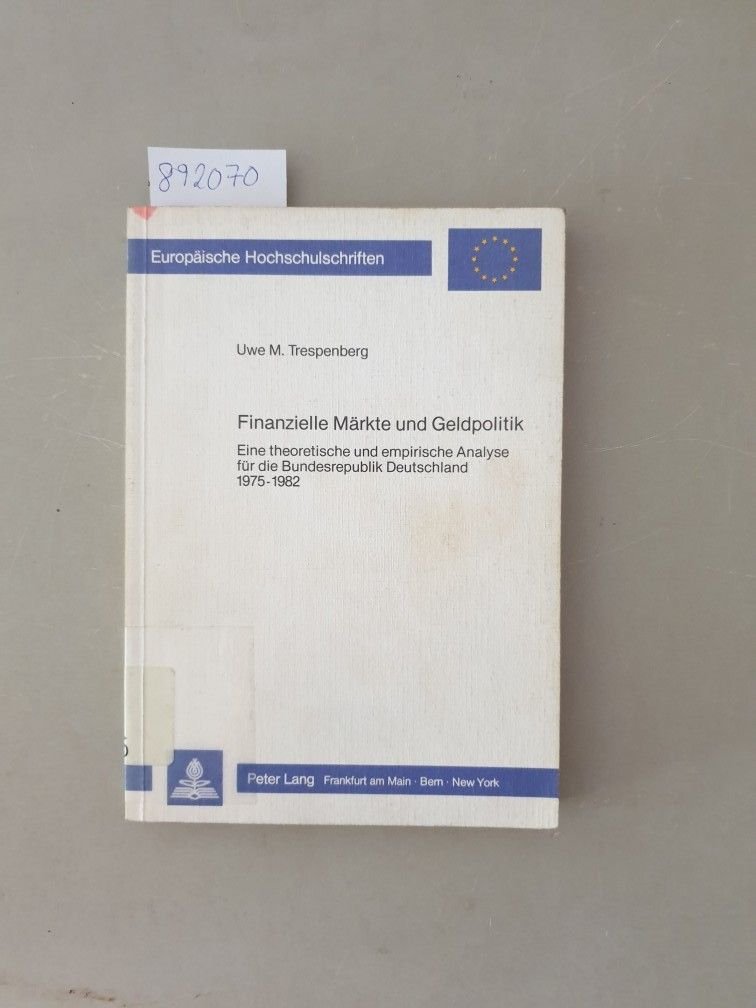 892070
Europäische Hochschulschriften
Uwe M. Trespenberg
Finanzielle Märkte und Geldpolitik
Eine theoretische und empirische Analyse
für die Bundesrepublik Deutschland
1975-1982
Peter Lang Frankfurt am Main · Bern · New York